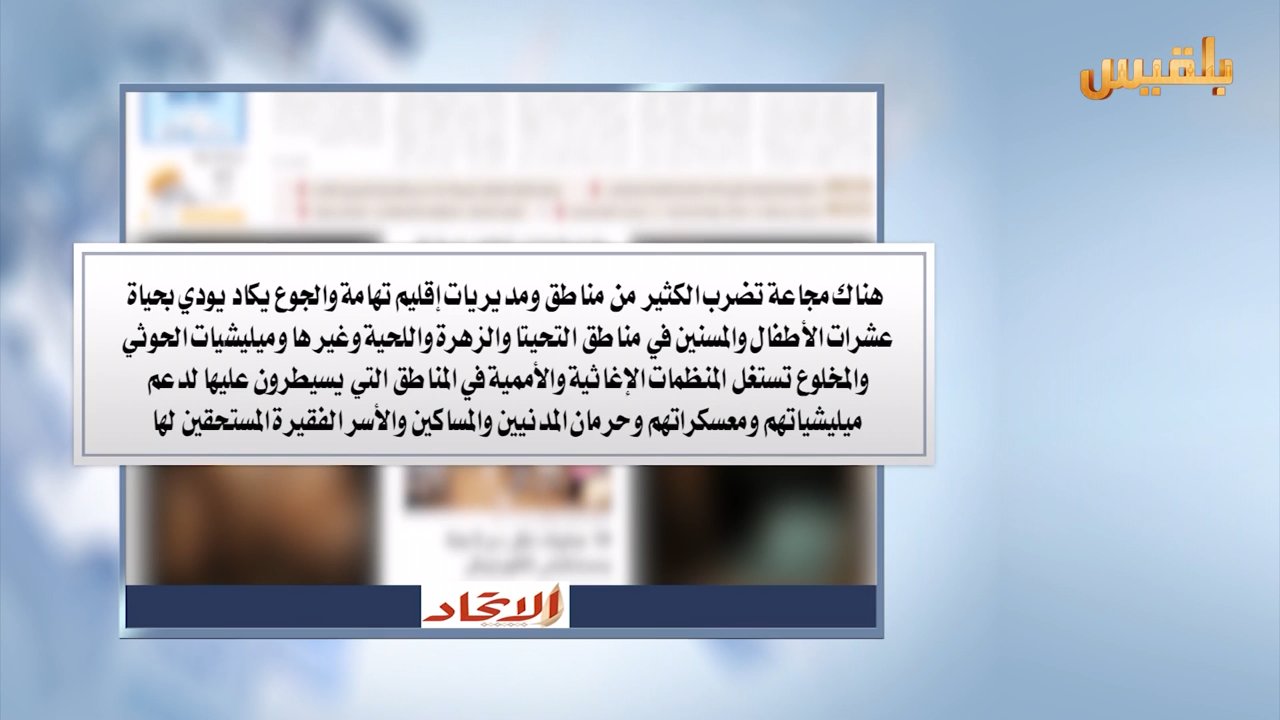 بلقيس
هناك مجاعة تضرب الكثير من مناطق ومديريات إقليم تهامة والجوع يكاد يودي بحياة
عشرات الأطفال والمسنين في مناطق التحيتا والزهرة واللحية وغيرها وميليشيات الحوثي
والمخلوع تستغل المنظمات الإغاثية والأممية في المناطق التي يسيطرون عليها لدعم
ميليشياتهم ومعسكراتهم وحرمان المدنيين والمساكين والأسر الفقيرة المستحقين لها
الاتحاد